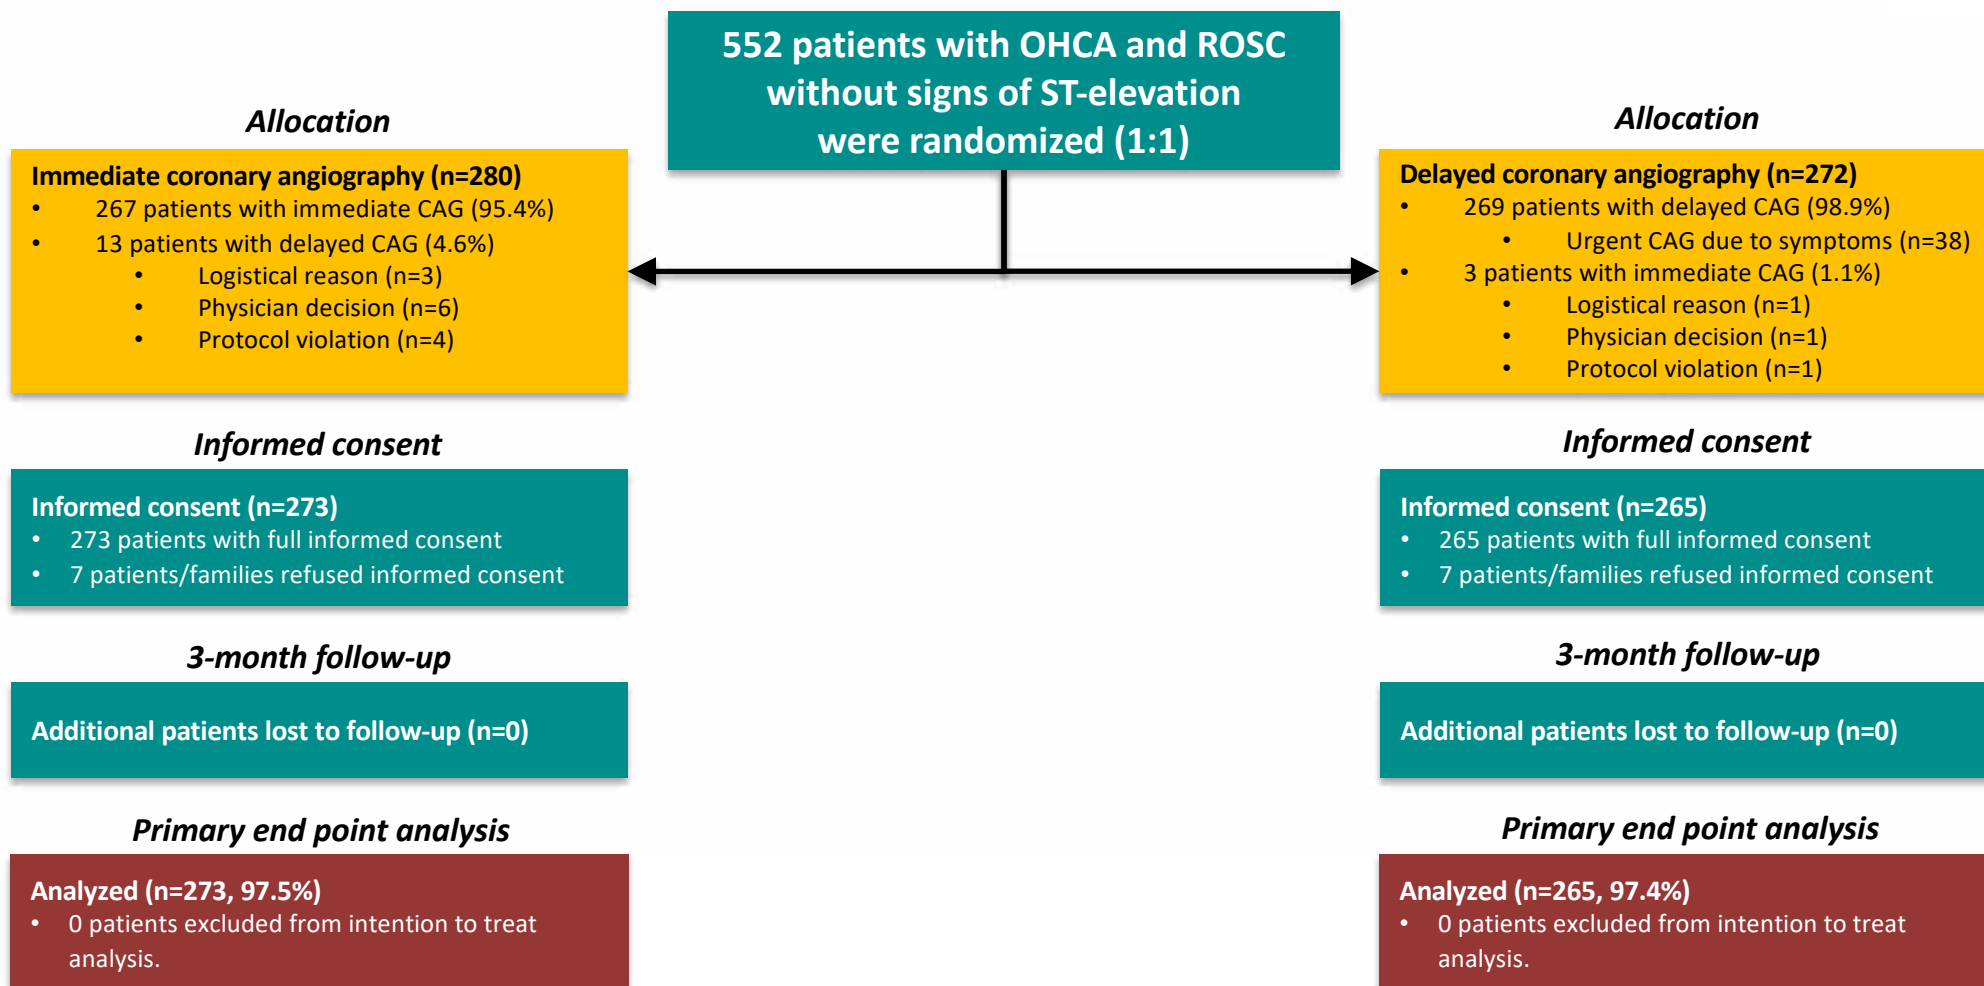 552 patients with OHCA and ROSC
without signs of ST-elevation
were randomized (1:1)
Allocation
Immediate coronary angiography (n=280)
• 267 patients with immediate CAG (95.4%)
• 13 patients with delayed CAG (4.6%)
• Logistical reason (n=3)
• Physician decision (n=6)
• Protocol violation (n=4)
Informed consent
Informed consent (n=273)
• 273 patients with full informed consent
• 7 patients/families refused informed consent
3-month follow-up
Additional patients lost to follow-up (n=0)
Primary end point analysis
Analyzed (n=273, 97.5%)
• 0 patients excluded from intention to treat
analysis.
Allocation
Delayed coronary angiography (n=272)
• 269 patients with delayed CAG (98.9%)
• Urgent CAG due to symptoms (n=38)
• 3 patients with immediate CAG (1.1%)
• Logistical reason (n=1)
• Physician decision (n=1)
• Protocol violation (n=1)
Informed consent
Informed consent (n=265)
• 265 patients with full informed consent
• 7 patients/families refused informed consent
3-month follow-up
Additional patients lost to follow-up (n=0)
Primary end point analysis
Analyzed (n=265, 97.4%)
• 0 patients excluded from intention to treat
analysis.